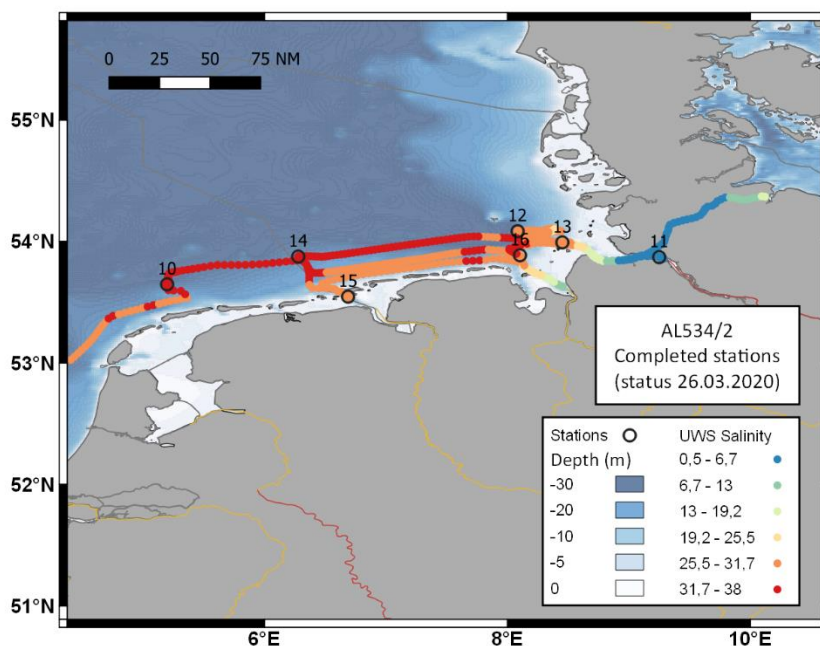 0 25 50 75 NM
55°N
54°N
53°N
52°N
51°N
6°E 8°E 10°E
12
13
14
16
11
10
15
AL534/2
Completed stations
(status 26.03.2020)
Stations UWS Salinity
Depth (m) 0,5 - 6,7
-30 6,7 - 13
-20 13 - 19,2
-10 19,2 - 25,5
-5 25,5 - 31,7
0 31,7 - 38